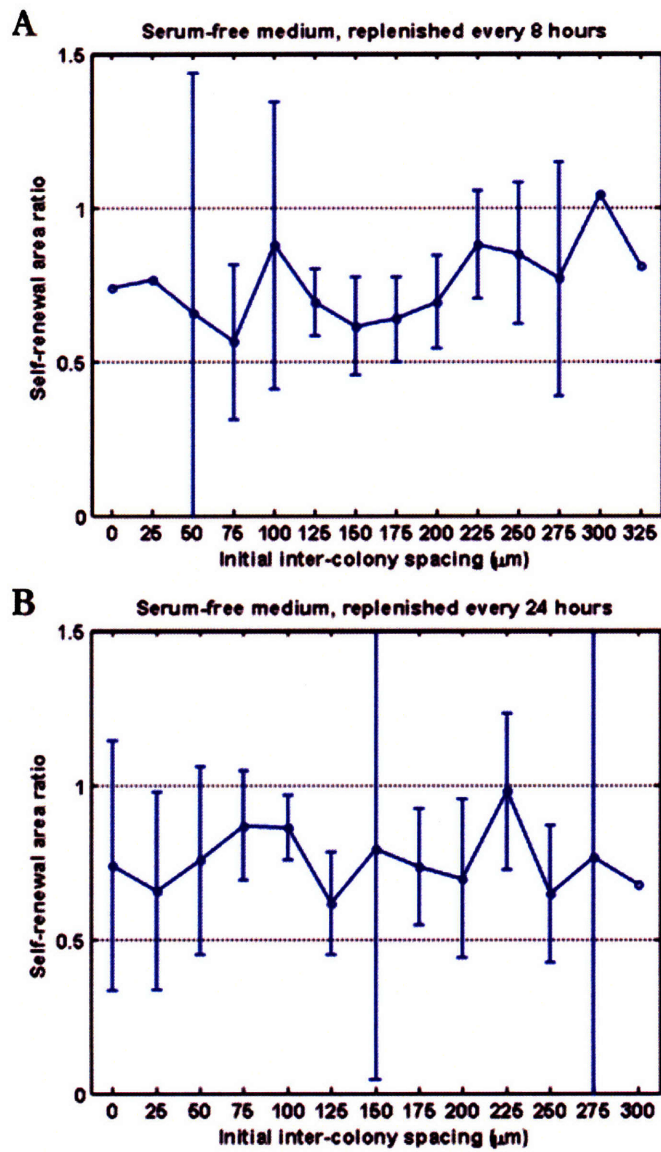 A
Serum-free medium, replenished every 8 hours
1.5
1
0.5
0
Self-renewal area ratio
0 25 50 75 100 125 150 175 200 225 250 275 300 325
Initial inter-colony spacing (μm)
B
Serum-free medium, replenished every 24 hours
1.5
1
0.5
0
Self-renewal area ratio
0 25 50 75 100 125 150 175 200 225 250 275 300
Initial inter-colony spacing (μm)